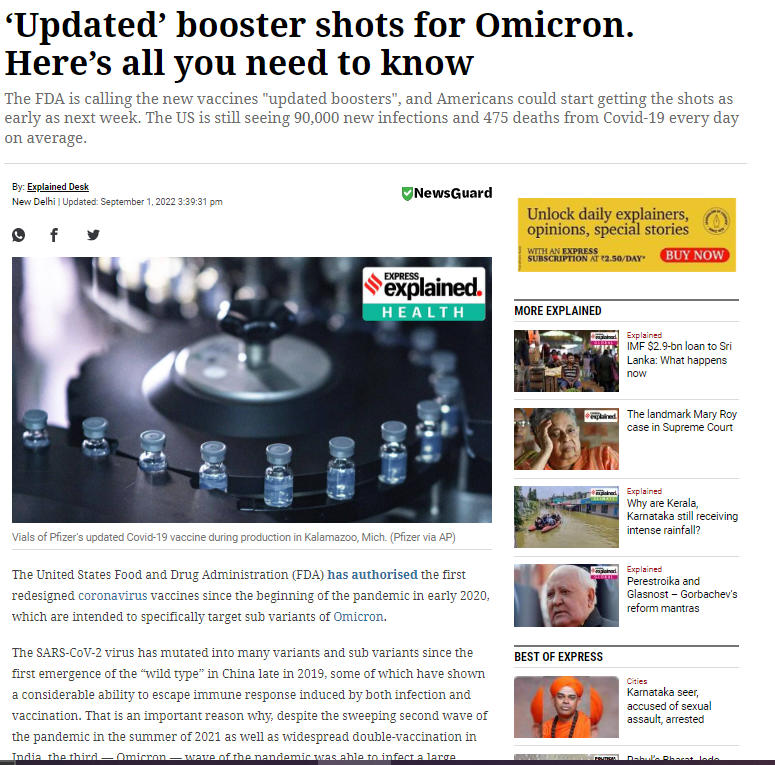 ‘Updated’ booster shots for Omicron.
Here’s all you need to know
The FDA is calling the new vaccines "updated boosters", and Americans could start getting the shots as
early as next week. The US is still seeing 90,000 new infections and 475 deaths from Covid-19 every day
on average.
By: Explained Desk
New Delhi | Updated: September 1, 2022 3:39:31 pm
NewsGuard
EXPRESS
explained.
HEALTH
Vials of Pfizer's updated Covid-19 vaccine during production in Kalamazoo, Mich. (Pfizer via AP)
The United States Food and Drug Administration (FDA) has authorised the first
redesigned coronavirus vaccines since the beginning of the pandemic in early 2020,
which are intended to specifically target sub variants of Omicron.
The SARS-CoV-2 virus has mutated into many variants and sub variants since the
first emergence of the “wild type” in China late in 2019, some of which have shown
a considerable ability to escape immune response induced by both infection and
vaccination. That is an important reason why, despite the sweeping second wave of
the pandemic in the summer of 2021 as well as widespread double-vaccination in
India, the third — Omicron — wave of the pandemic was able to infect a large
Unlock daily explainers,
opinions, special stories
WITH AN EXPRESS
SUBSCRIPTION AT ₹2.50/DAY*
BUY NOW
MORE EXPLAINED
explained.
GLOBAL
Explained
IMF $2.9-bn loan to Sri
Lanka: What happens
now
explained.
The landmark Mary Roy
case in Supreme Court
explained.
CLIMATE
Explained
Why are Kerala,
Karnataka still receiving
intense rainfall?
explained.
GLOBAL
Explained
Perestroika and
Glasnost – Gorbachev's
reform mantras
BEST OF EXPRESS
Cities
Karnataka seer,
accused of sexual
assault, arrested
Explained
Rahul's Bharat Jodo